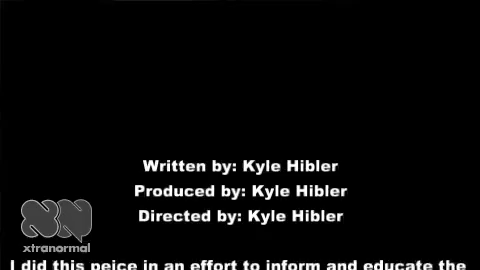 Written by: Kyle Hibler
Produced by: Kyle Hibler
Directed by: Kyle Hibler
XN
xtranormal
I did this peice in an effort to inform and educate the